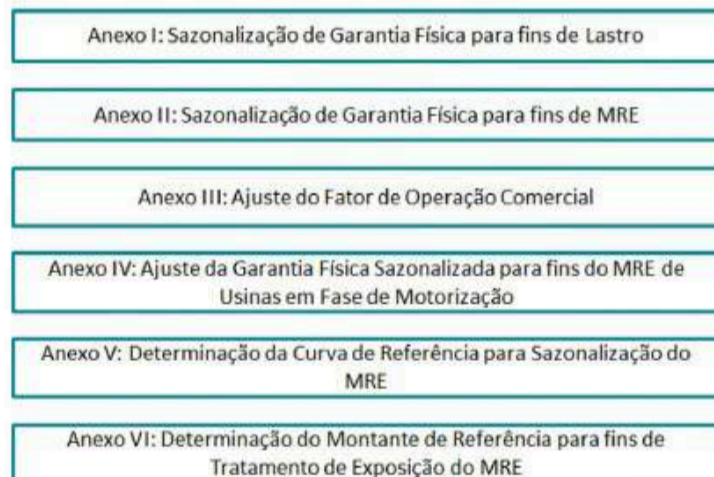 Anexo I: Sazonalização de Garantia Física para fins de Lastro
Anexo II: Sazonalização de Garantia Física para fins de MRE
Anexo III: Ajuste do Fator de Operação Comercial
Anexo IV: Ajuste da Garantia Física Sazonalizada para fins do MRE de
Usinas em Fase de Motorização
Anexo V: Determinação da Curva de Referência para Sazonalização do
MRE
Anexo VI: Determinação do Montante de Referência para fins de
Tratamento de Exposição do MRE